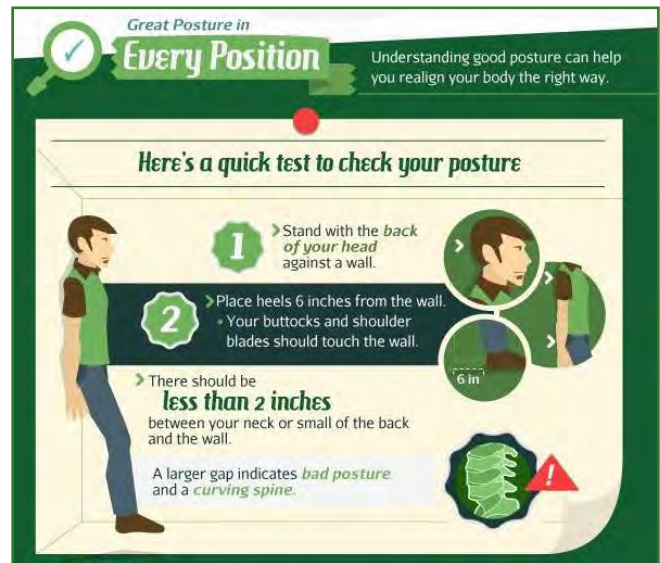 Great Posture in
Every Position
Understanding good posture can help
you realign your body the right way.
Here's a quick test to check your posture
1
Stand with the back
of your head
against a wall.
2
Place heels 6 inches from the wall.
• Your buttocks and shoulder
blades should touch the wall.
6 in
There should be
less than 2 inches
between your neck or small of the back
and the wall.
A larger gap indicates bad posture
and a curving spine.
!